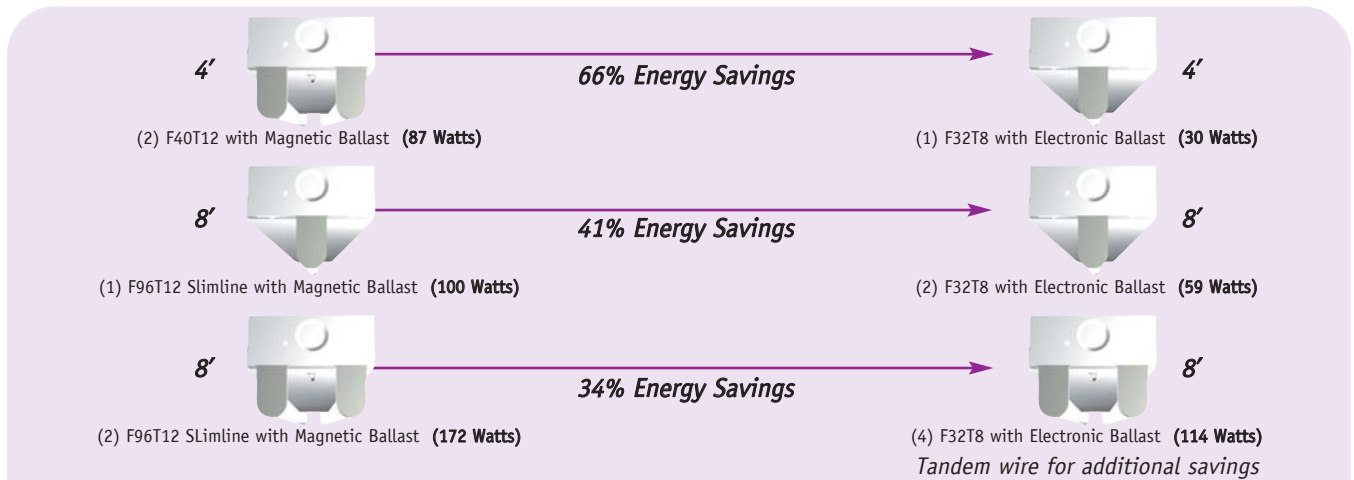 4′
66% Energy Savings
4′
(2) F40T12 with Magnetic Ballast (87 Watts)
(1) F32T8 with Electronic Ballast (30 Watts)
8′
41% Energy Savings
8′
(1) F96T12 Slimline with Magnetic Ballast (100 Watts)
(2) F32T8 with Electronic Ballast (59 Watts)
8′
34% Energy Savings
8′
(2) F96T12 SLimline with Magnetic Ballast (172 Watts)
(4) F32T8 with Electronic Ballast (114 Watts)
Tandem wire for additional savings